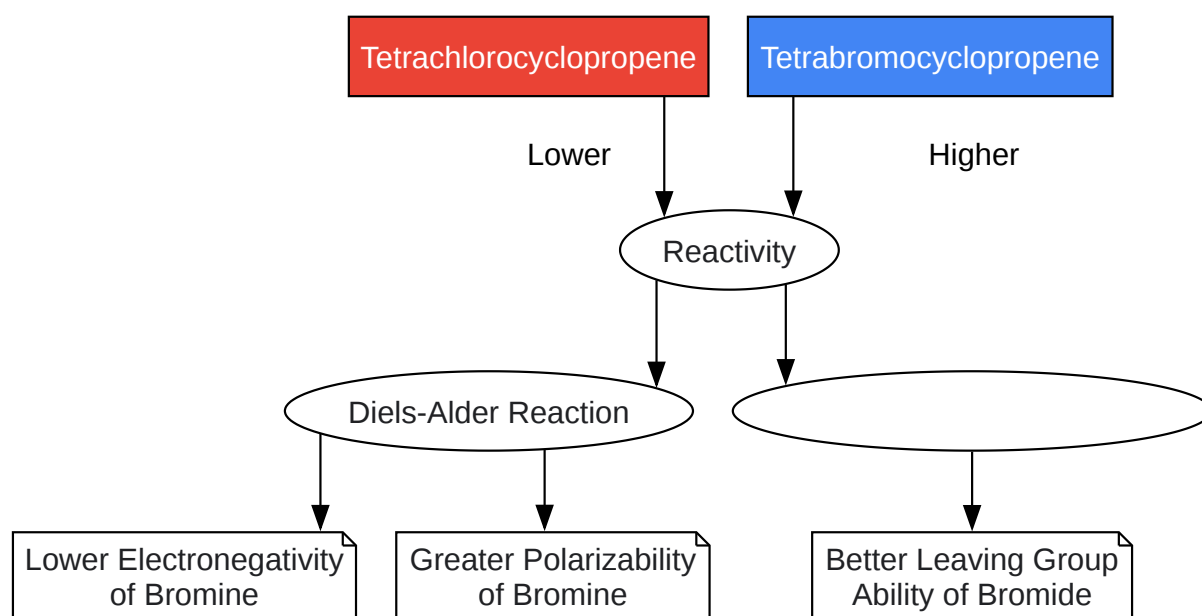 Tetrachlorocyclopropene
Tetrabromocyclopropene
Lower
Higher
Reactivity
Diels-Alder Reaction
Lower Electronegativity
of Bromine
Greater Polarizability
of Bromine
Better Leaving Group
Ability of Bromide